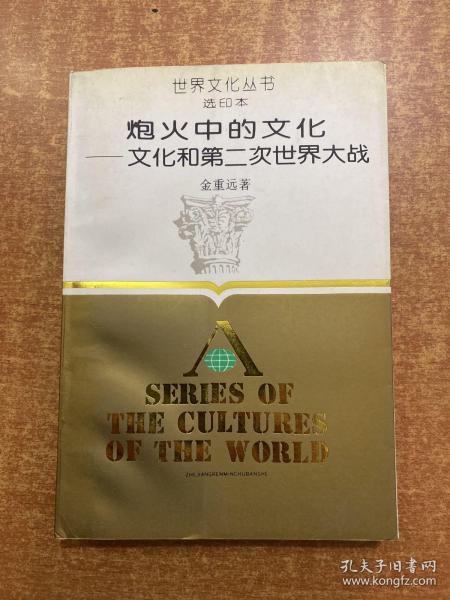 世界文化丛书
选印本
炮火中的文化
——文化和第二次世界大战
金重远著
A
SERIES OF
THE CULTURES
OF THE WORLD
ZHEJIANGRENMINCHUBANSHE
孔夫子旧书网
www.kongfz.com